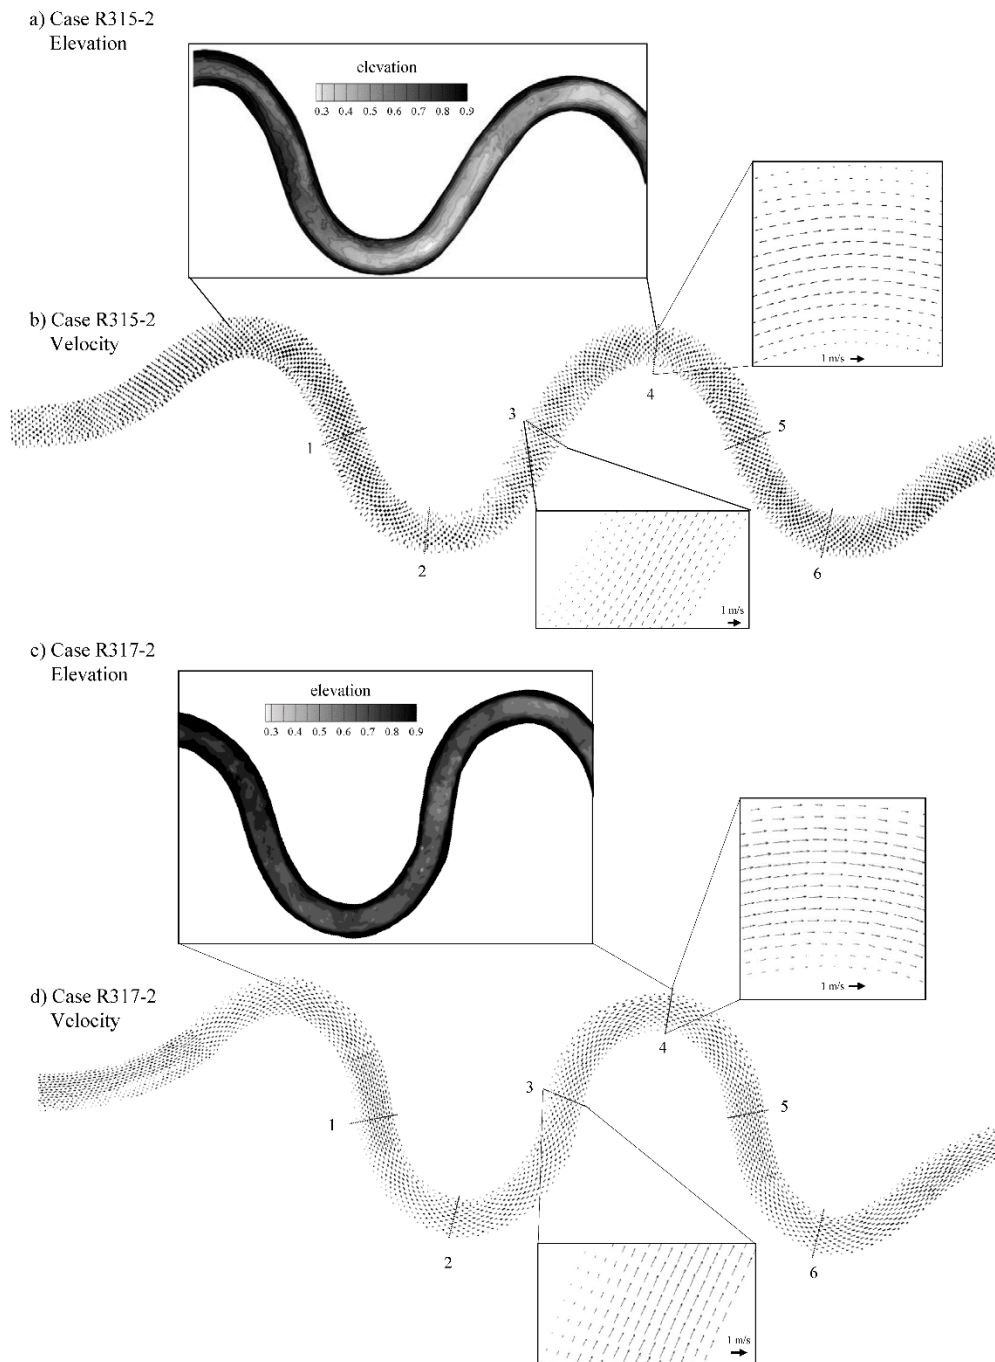 a) Case R315-2
Elevation
elevation
0.3 0.4 0.5 0.6 0.7 0.8 0.9
1 m/s
b) Case R315-2
Velocity
1
2
3
4
5
6
1 m/s
c) Case R317-2
Elevation
elevation
0.3 0.4 0.5 0.6 0.7 0.8 0.9
1 m/s
d) Case R317-2
Velocity
1
2
3
4
5
6
1 m/s